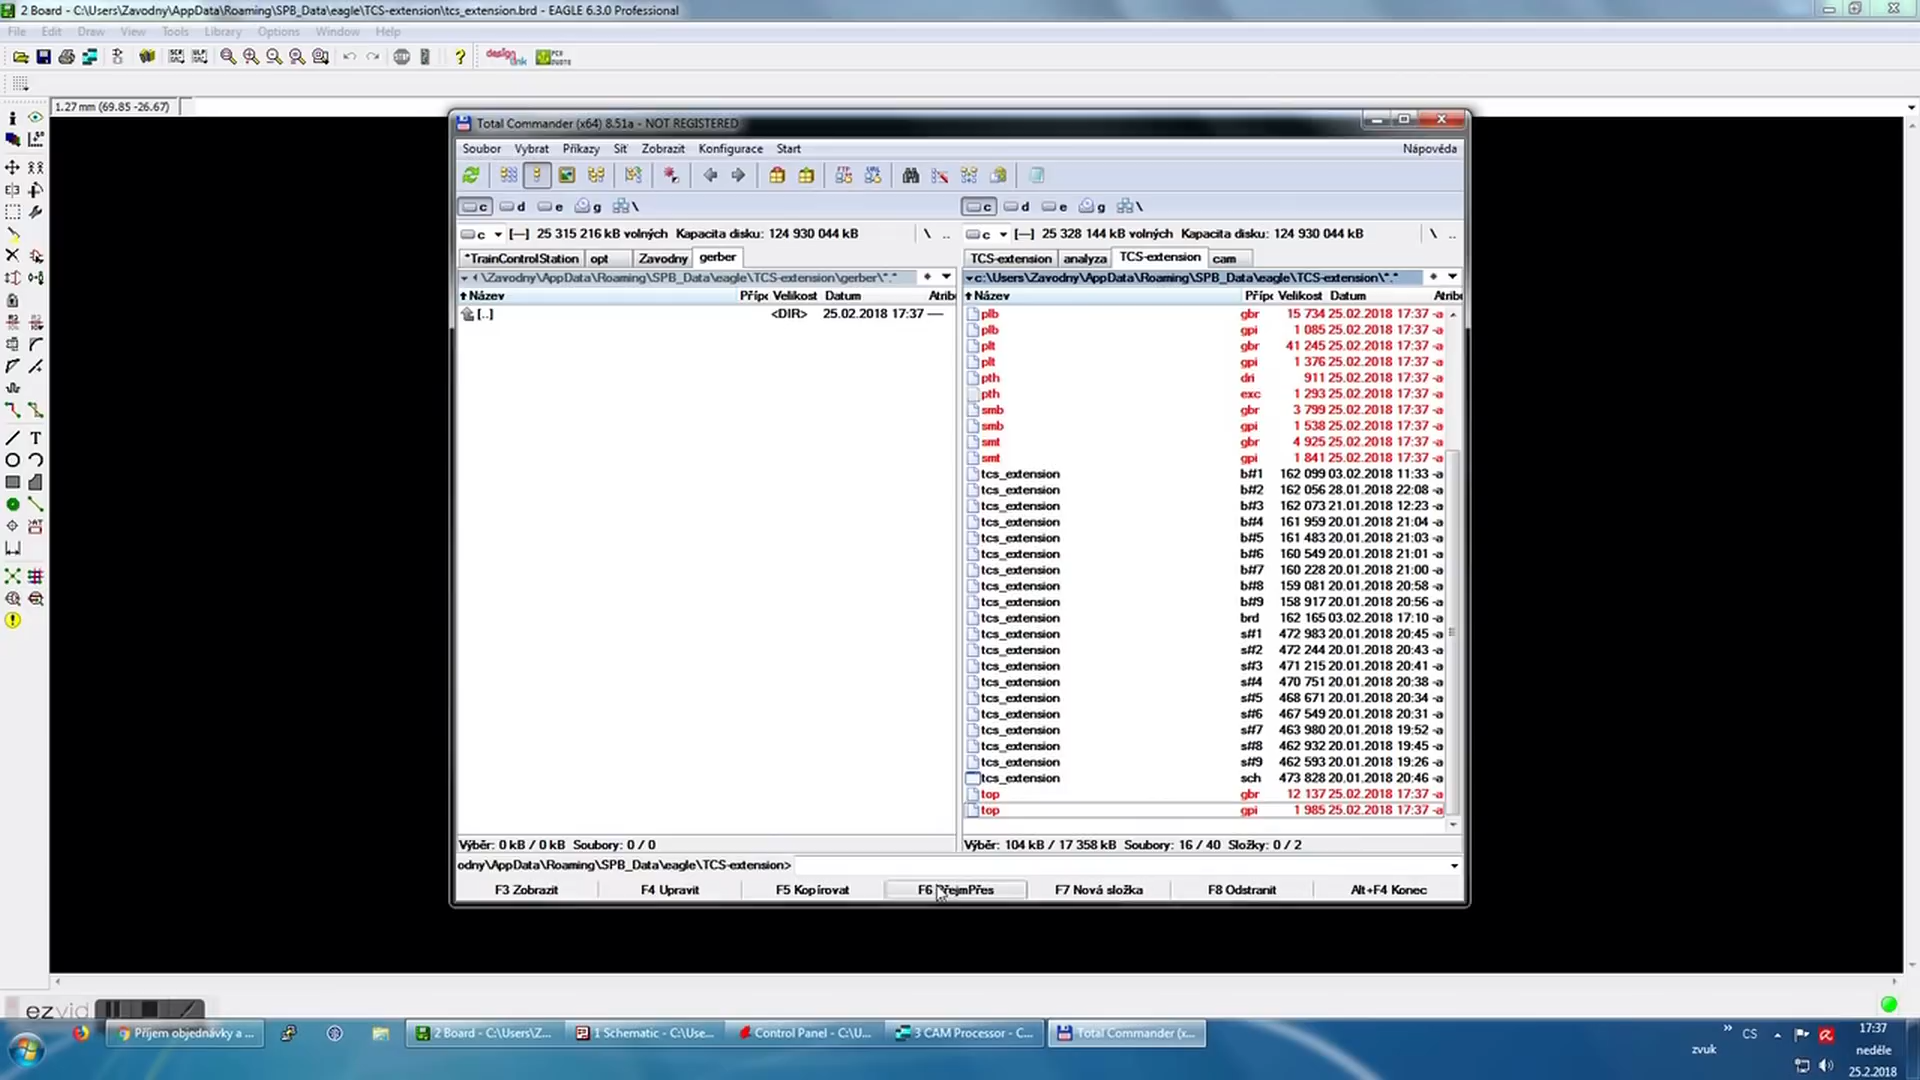 2 Board - C:\Users\Zavodny\AppData\Roaming\SPB_Data\eagle\TCS-extension\tcs_extension.brd - EAGLE 6.3.0 Professional
File Edit Draw View Tools Library Options Window Help
1.27 mm (69.85 -26.67)
Total Commander (x64) 8.51a - NOT REGISTERED
Soubor Vybrat Příkazy Síť Zobrazit Konfigurace Start Nápověda
c d e g \ c d e g \
c [---] 25 315 216 kB volných Kapacita disku: 124 930 044 kB \ .. c [---] 25 328 144 kB volných Kapacita disku: 124 930 044 kB \ ..
*TrainControlStation opt Zavodny gerber TCS-extension analyza TCS-extension cam
\Zavodny\AppData\Roaming\SPB_Data\eagle\TCS-extension\gerber\*.* c:\Users\Zavodny\AppData\Roaming\SPB_Data\eagle\TCS-extension\*.*
Název Přípo Velikost Datum Atribu Název Přípo Velikost Datum Atribu
[..] <DIR> 25.02.2018 17:37 ----
plb gbr 15 734 25.02.2018 17:37 -a
plb gpi 1 085 25.02.2018 17:37 -a
plt gbr 41 245 25.02.2018 17:37 -a
plt gpi 1 376 25.02.2018 17:37 -a
pth dri 911 25.02.2018 17:37 -a
pth exc 1 293 25.02.2018 17:37 -a
smb gbr 3 799 25.02.2018 17:37 -a
smb gpi 1 538 25.02.2018 17:37 -a
smt gbr 4 925 25.02.2018 17:37 -a
smt gpi 1 841 25.02.2018 17:37 -a
tcs_extension b#1 162 099 03.02.2018 11:33 -a
tcs_extension b#2 162 056 28.01.2018 22:08 -a
tcs_extension b#3 162 073 21.01.2018 12:23 -a
tcs_extension b#4 161 959 20.01.2018 21:04 -a
tcs_extension b#5 161 483 20.01.2018 21:03 -a
tcs_extension b#6 160 549 20.01.2018 21:01 -a
tcs_extension b#7 160 228 20.01.2018 21:00 -a
tcs_extension b#8 159 081 20.01.2018 20:58 -a
tcs_extension b#9 158 917 20.01.2018 20:56 -a
tcs_extension brd 162 165 03.02.2018 17:10 -a
tcs_extension s#1 472 983 20.01.2018 20:45 -a
tcs_extension s#2 472 244 20.01.2018 20:43 -a
tcs_extension s#3 471 215 20.01.2018 20:41 -a
tcs_extension s#4 470 751 20.01.2018 20:38 -a
tcs_extension s#5 468 671 20.01.2018 20:34 -a
tcs_extension s#6 467 549 20.01.2018 20:31 -a
tcs_extension s#7 463 980 20.01.2018 19:52 -a
tcs_extension s#8 462 932 20.01.2018 19:45 -a
tcs_extension s#9 462 593 20.01.2018 19:26 -a
tcs_extension sch 473 828 20.01.2018 20:46 -a
top gbr 12 137 25.02.2018 17:37 -a
top gpi 1 985 25.02.2018 17:37 -a
Výběr: 0 kB / 0 kB Soubory: 0 / 0 Výběr: 104 kB / 17 358 kB Soubory: 16 / 40 Složky: 0 / 2
odny\AppData\Roaming\SPB_Data\eagle\TCS-extension>
F3 Zobrazit F4 Upravit F5 Kopírovat F6 PřejmPřes F7 Nová složka F8 Odstranit Alt+F4 Konec
ezvid
Příjem objednávky a ... 2 Board - C:\Users\Z... 1 Schematic - C:\Use... Control Panel - C:\U... 3 CAM Processor - C... Total Commander (x...
zvuk CS
17:37
neděle
25.2.2018